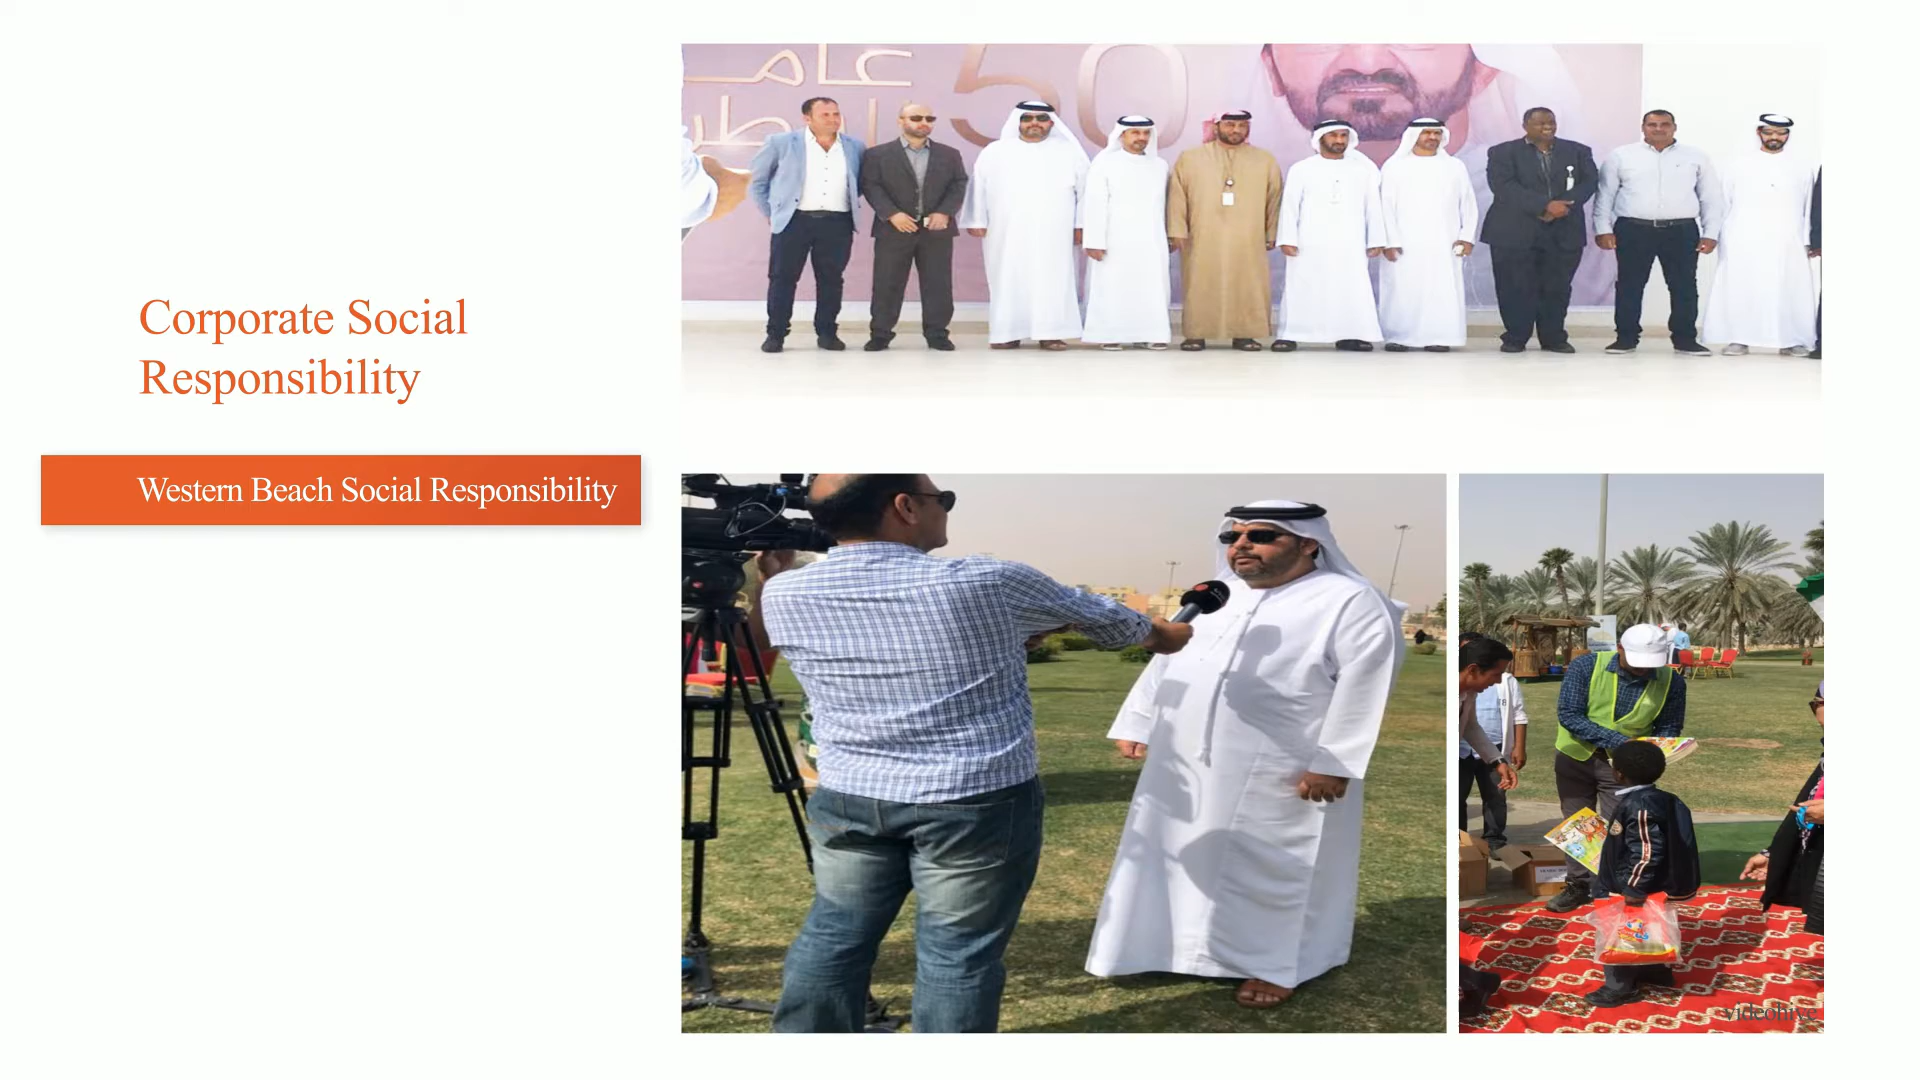 Corporate Social
Responsibility
Western Beach Social Responsibility
عام
50
videohive